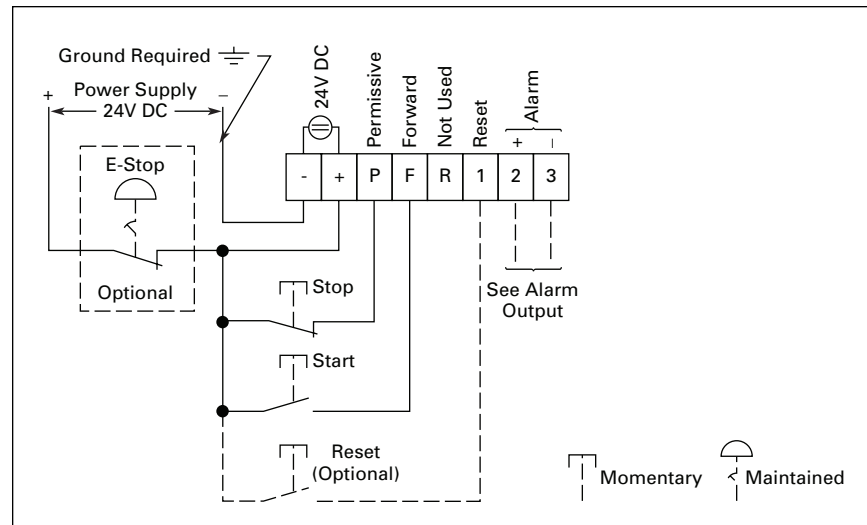 Ground Required
+ Power Supply −
24V DC
24V DC
Permissive
Forward
Not Used
Reset
Alarm
+ −
- + P F R 1 2 3
E-Stop
Optional
Stop
See Alarm
Output
Start
Reset
(Optional)
Momentary
Maintained